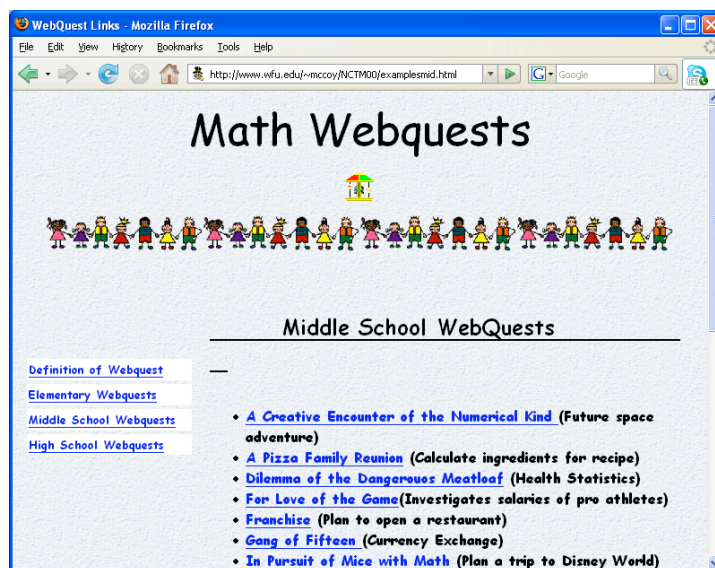 WebQuest Links - Mozilla Firefox
File Edit View History Bookmarks Tools Help
http://www.wfu.edu/~mccoy/NCTM00/examplesmid.html
G Google
Math Webquests
Middle School WebQuests
Definition of Webquest
Elementary Webquests
Middle School Webquests
High School Webquests
• A Creative Encounter of the Numerical Kind (Future space
adventure)
• A Pizza Family Reunion (Calculate ingredients for recipe)
• Dilemma of the Dangerouos Meatloaf (Health Statistics)
• For Love of the Game(Investigates salaries of pro athletes)
• Franchise (Plan to open a restaurant)
• Gang of Fifteen (Currency Exchange)
• In Pursuit of Mice with Math (Plan a trip to Disney World)